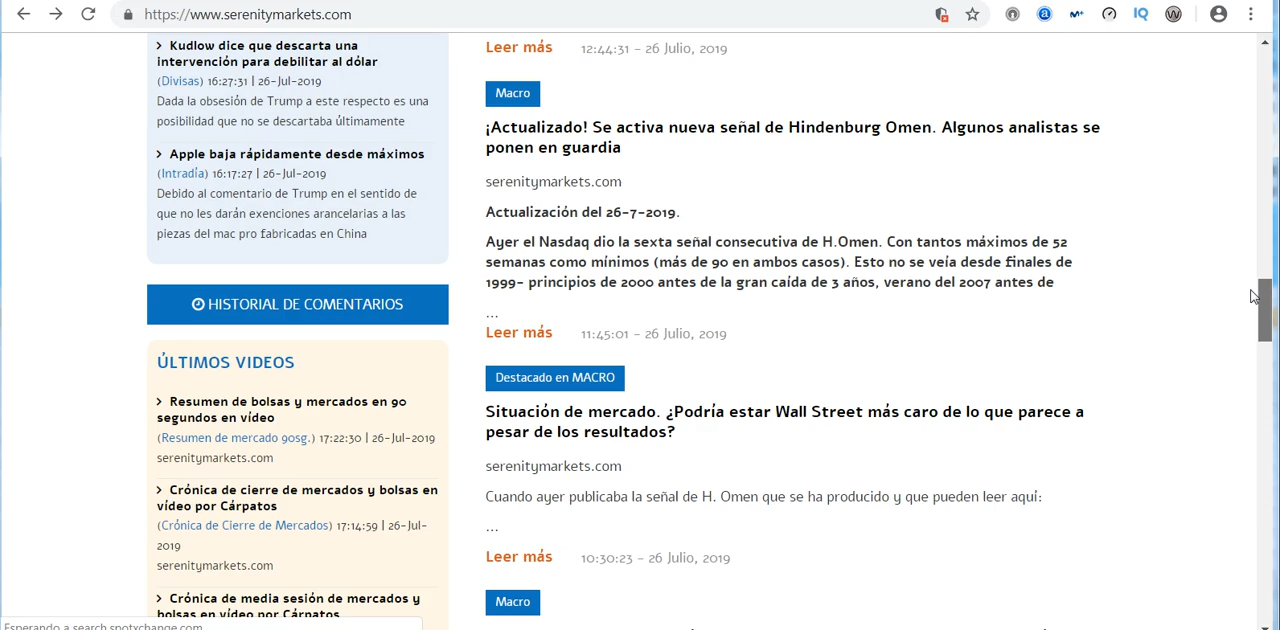 https://www.serenitymarkets.com
Kudlow dice que descarta una
intervención para debilitar al dólar
(Divisas) 16:27:31 | 26-Jul-2019
Dada la obsesión de Trump a este respecto es una
posibilidad que no se descartaba últimamente
Apple baja rápidamente desde máximos
(Intradía) 16:17:27 | 26-Jul-2019
Debido al comentario de Trump en el sentido de
que no les darán exenciones arancelarias a las
piezas del mac pro fabricadas en China
HISTORIAL DE COMENTARIOS
ÚLTIMOS VIDEOS
Resumen de bolsas y mercados en 90
segundos en vídeo
(Resumen de mercado 90sg.) 17:22:30 | 26-Jul-2019
serenitymarkets.com
Crónica de cierre de mercados y bolsas en
vídeo por Cárpatos
(Crónica de Cierre de Mercados) 17:14:59 | 26-Jul-
2019
serenitymarkets.com
Crónica de media sesión de mercados y
bolsas en vídeo por Cárpatos
Leer más 12:44:31 - 26 Julio, 2019
Macro
¡Actualizado! Se activa nueva señal de Hindenburg Omen. Algunos analistas se
ponen en guardia
serenitymarkets.com
Actualización del 26-7-2019.
Ayer el Nasdaq dio la sexta señal consecutiva de H.Omen. Con tantos máximos de 52
semanas como mínimos (más de 90 en ambos casos). Esto no se veía desde finales de
1999- principios de 2000 antes de la gran caída de 3 años, verano del 2007 antes de
...
Leer más 11:45:01 - 26 Julio, 2019
Destacado en MACRO
Situación de mercado. ¿Podría estar Wall Street más caro de lo que parece a
pesar de los resultados?
serenitymarkets.com
Cuando ayer publicaba la señal de H. Omen que se ha producido y que pueden leer aquí:
...
Leer más 10:30:23 - 26 Julio, 2019
Macro
Esperando a search.spotxchange.com